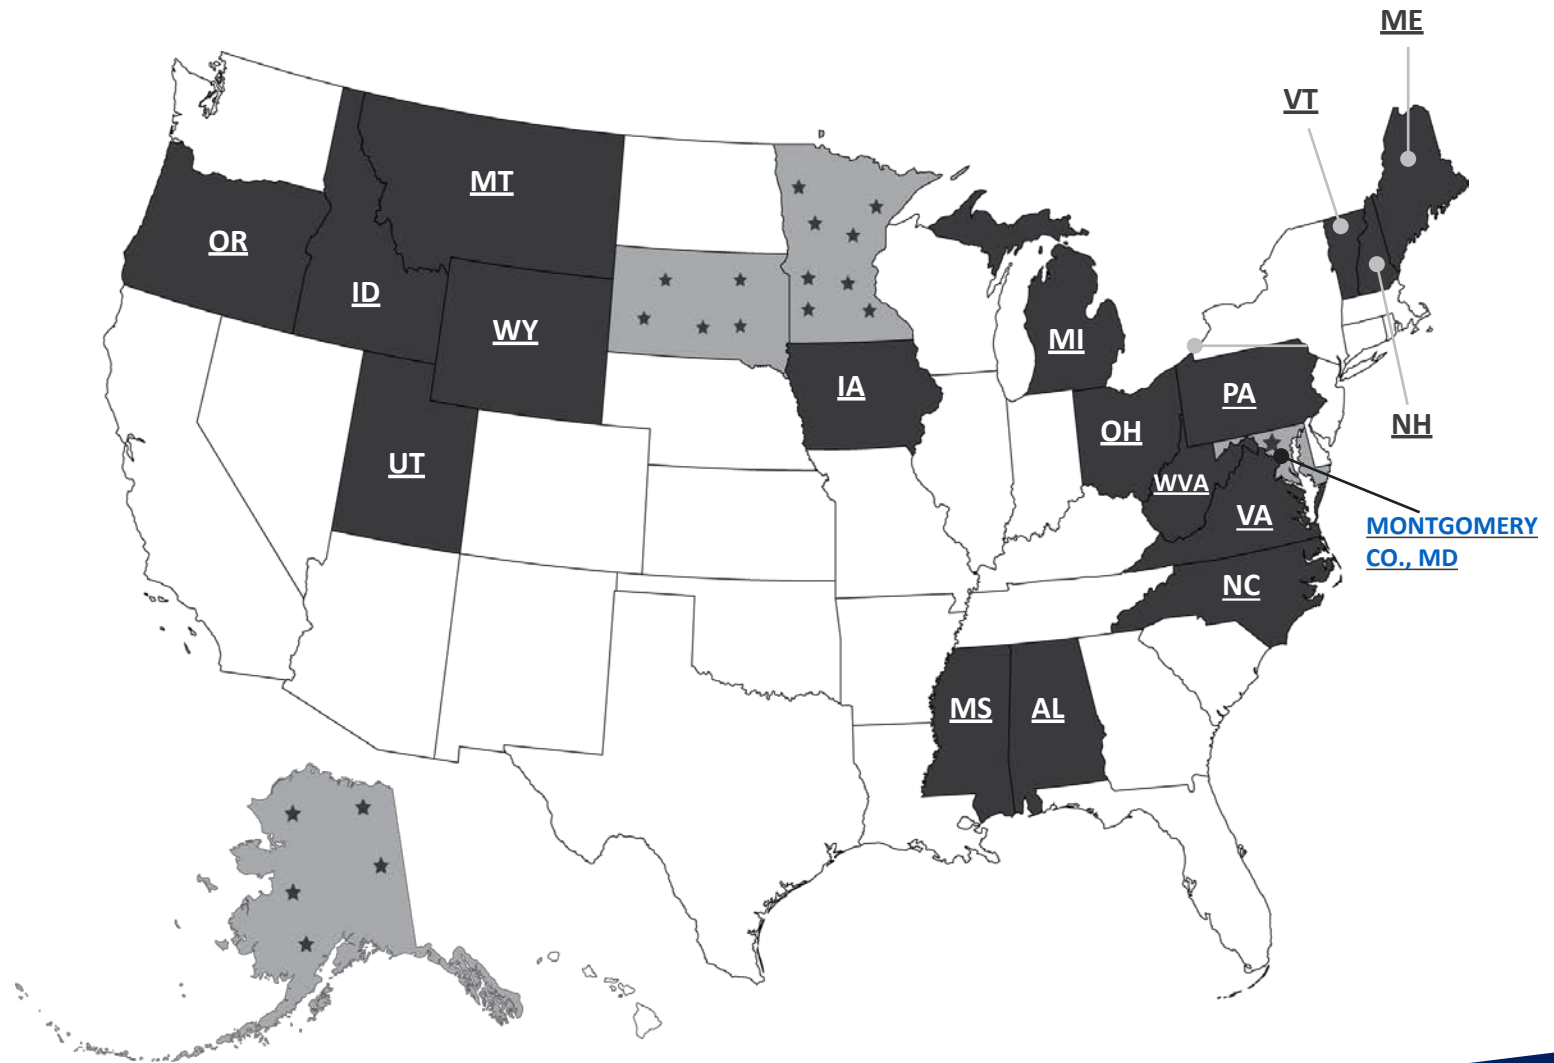 ME
VT
MT
OR
ID
WY
MI
IA
PA
OH
NH
UT
WVA
VA
MONTGOMERY
CO., MD
NC
MS
AL